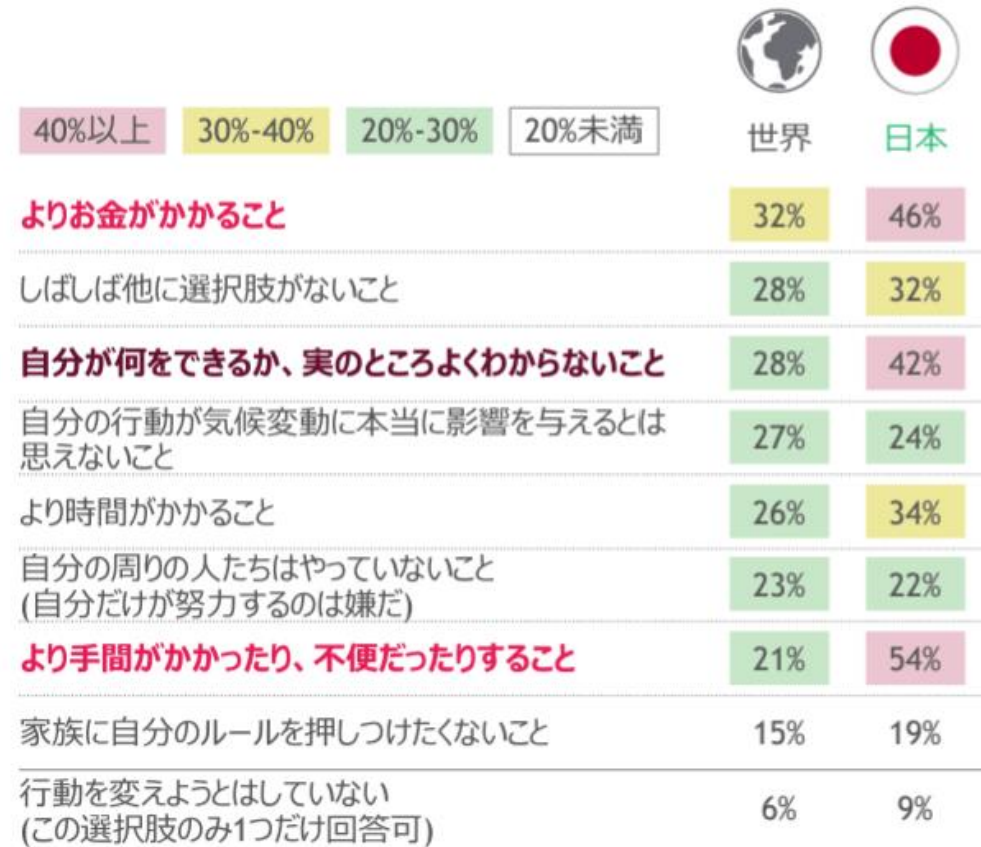 40%以上 30%-40% 20%-30% 20%未満 世界 日本
よりお金がかかること 32% 46%
しばしば他に選択肢がないこと 28% 32%
自分が何をできるか、実のところよくわからないこと 28% 42%
自分の行動が気候変動に本当に影響を与えるとは
思えないこと 27% 24%
より時間がかかること 26% 34%
自分の周りの人たちはやっていないこと
(自分だけが努力するのは嫌だ) 23% 22%
より手間がかかったり、不便だったりすること 21% 54%
家族に自分のルールを押しつけたくないこと 15% 19%
行動を変えようとはしていない
(この選択肢のみ1つだけ回答可) 6% 9%